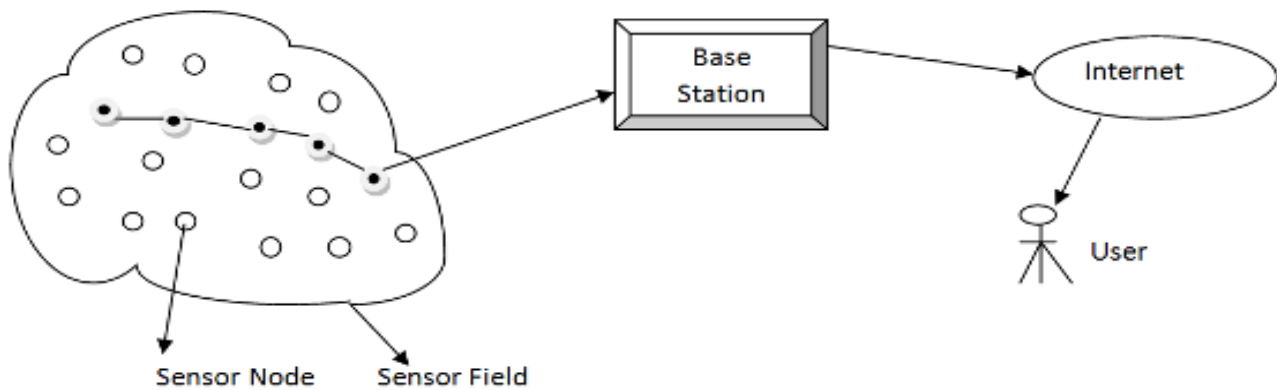 Base
Station
Internet
User
Sensor Node
Sensor Field